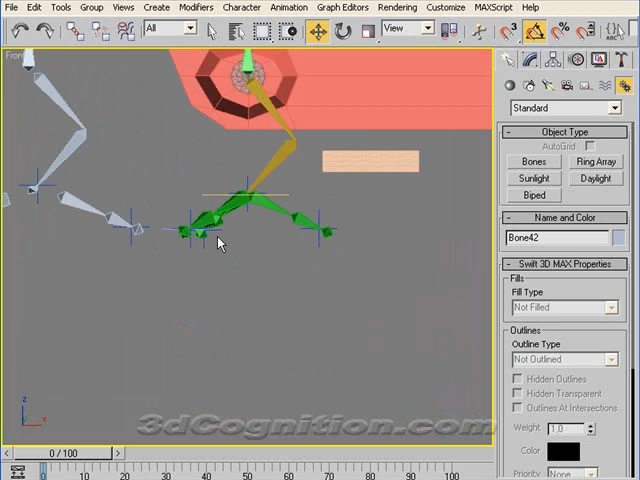 File Edit Tools Group Views Create Modifiers Character Animation Graph Editors Rendering Customize MAXScript Help
All
View
3
Front
Standard
Object Type
AutoGrid
Bones Ring Array
Sunlight Daylight
Biped
Name and Color
Bone42
Swift 3D MAX Properties
Fills
Fill Type
Not Filled
Outlines
Outline Type
Not Outlined
Hidden Outlines
Hidden Transparent
Outlines At Intersections
Weight 1.0
Color
Priority None
z
x
3dCognition.com
0 / 100
0 10 20 30 40 50 60 70 80 90 100